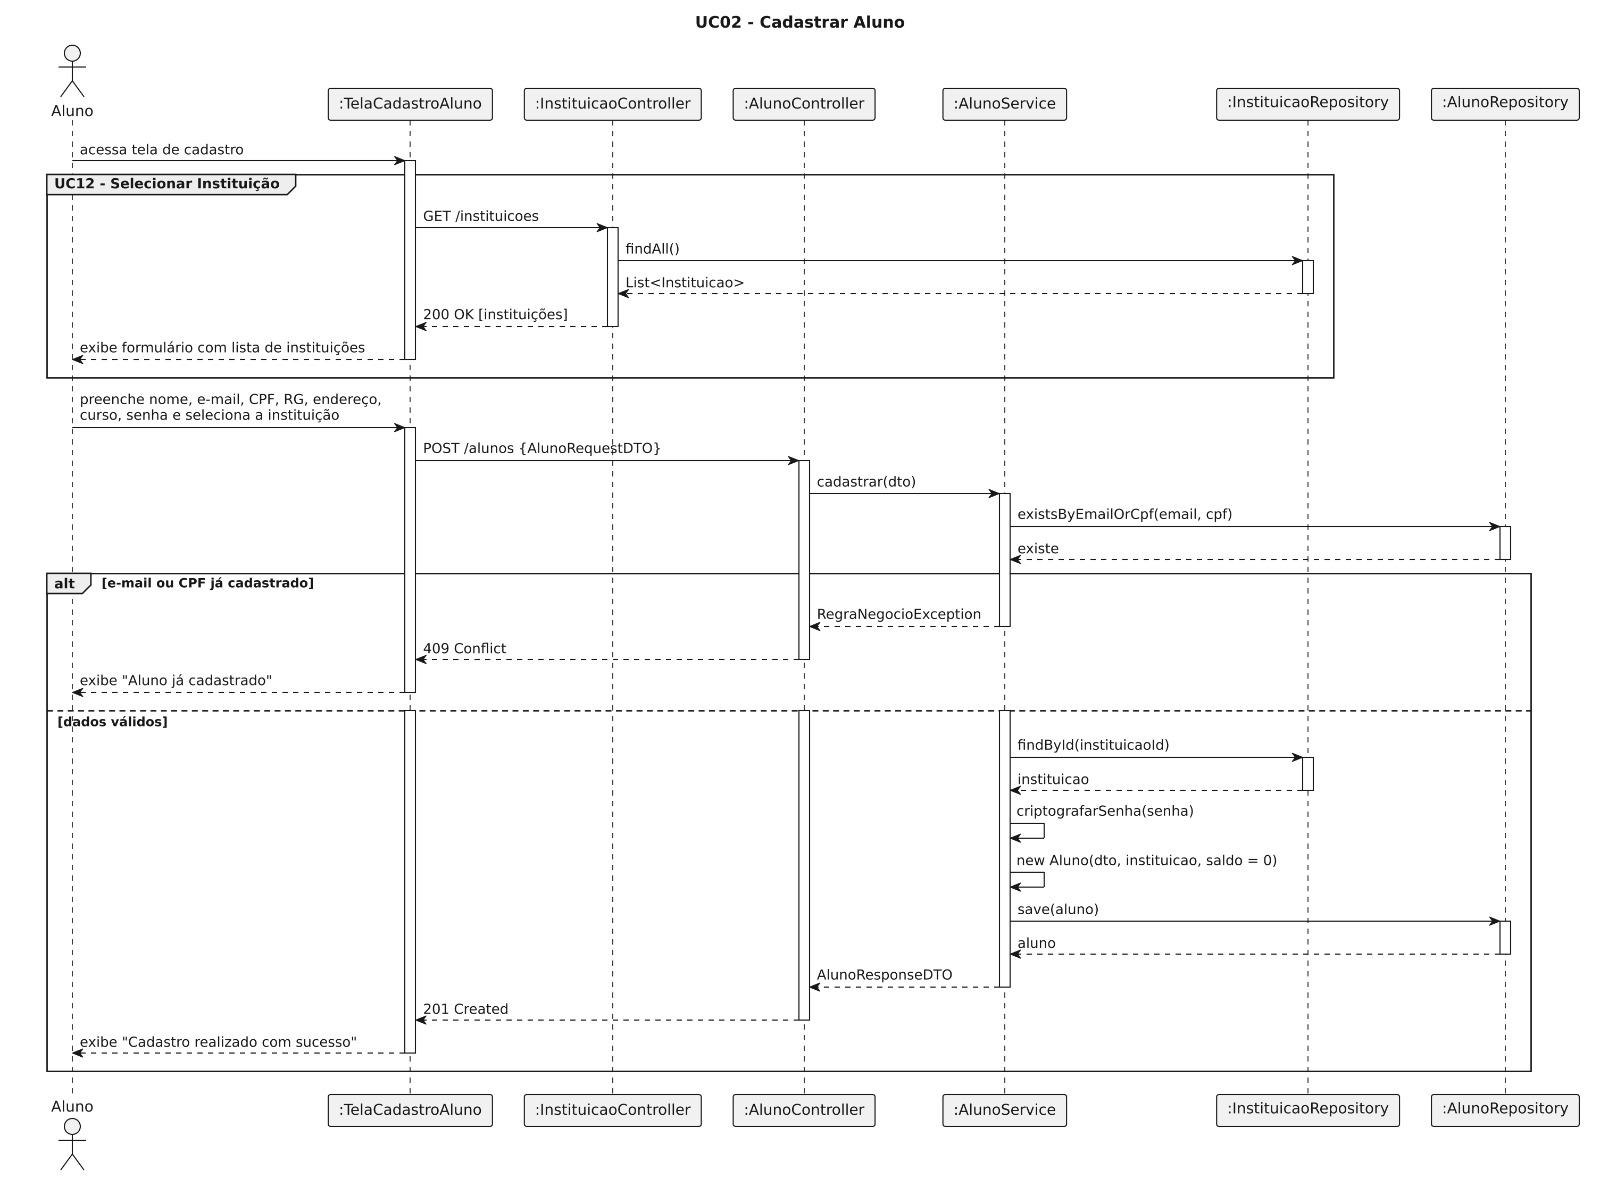 UC02 - Cadastrar Aluno
Aluno
:TelaCadastroAluno
:InstituicaoController
:AlunoController
:AlunoService
:InstituicaoRepository
:AlunoRepository
acessa tela de cadastro
UC12 - Selecionar Instituição
GET /instituicoes
findAll()
List<Instituicao>
200 OK [instituições]
exibe formulário com lista de instituições
preenche nome, e-mail, CPF, RG, endereço,
curso, senha e seleciona a instituição
POST /alunos {AlunoRequestDTO}
cadastrar(dto)
existsByEmailOrCpf(email, cpf)
existe
alt [e-mail ou CPF já cadastrado]
RegraNegocioException
409 Conflict
exibe "Aluno já cadastrado"
[dados válidos]
findById(instituicaoId)
instituicao
criptografarSenha(senha)
new Aluno(dto, instituicao, saldo = 0)
save(aluno)
aluno
AlunoResponseDTO
201 Created
exibe "Cadastro realizado com sucesso"
Aluno
:TelaCadastroAluno
:InstituicaoController
:AlunoController
:AlunoService
:InstituicaoRepository
:AlunoRepository